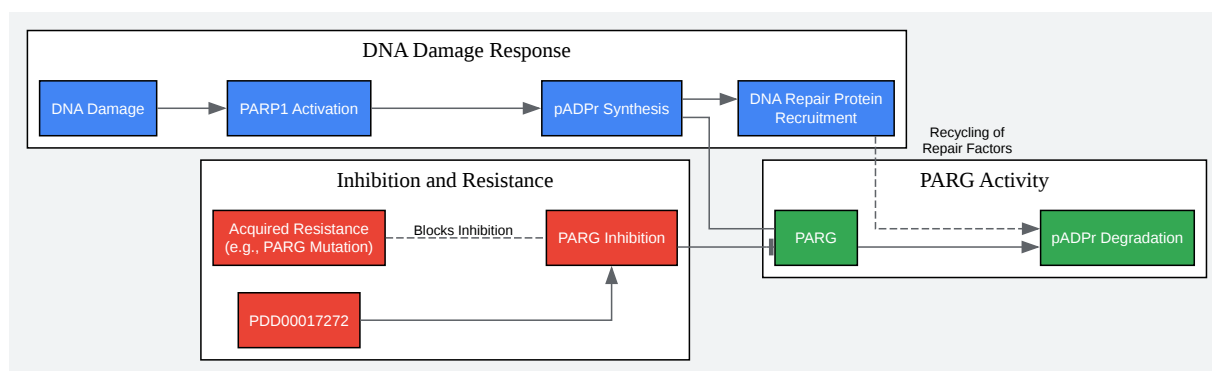 DNA Damage Response
DNA Damage
PARP1 Activation
pADPr Synthesis
DNA Repair Protein
Recruitment
Recycling of
Repair Factors
Inhibition and Resistance
Acquired Resistance
(e.g., PARG Mutation)
Blocks Inhibition
PARG Inhibition
PDD00017272
PARG Activity
PARG
pADPr Degradation